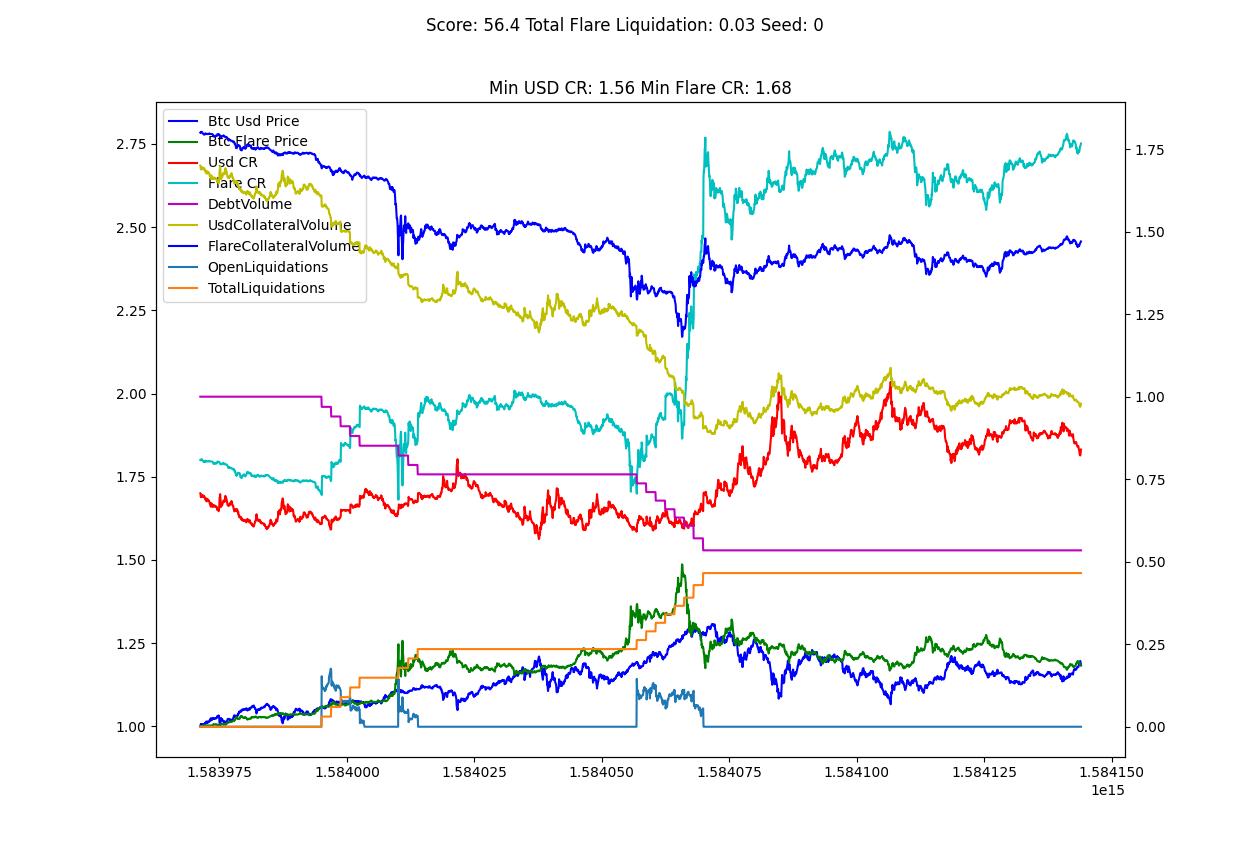 Score: 56.4 Total Flare Liquidation: 0.03 Seed: 0
Min USD CR: 1.56 Min Flare CR: 1.68
Btc Usd Price
Btc Flare Price
Usd CR
Flare CR
DebtVolume
UsdCollateralVolume
FlareCollateralVolume
OpenLiquidations
TotalLiquidations
2.75
2.50
2.25
2.00
1.75
1.50
1.25
1.00
1.75
1.50
1.25
1.00
0.75
0.50
0.25
0.00
1.583975 1.584000 1.584025 1.584050 1.584075 1.584100 1.584125 1.584150
1e15